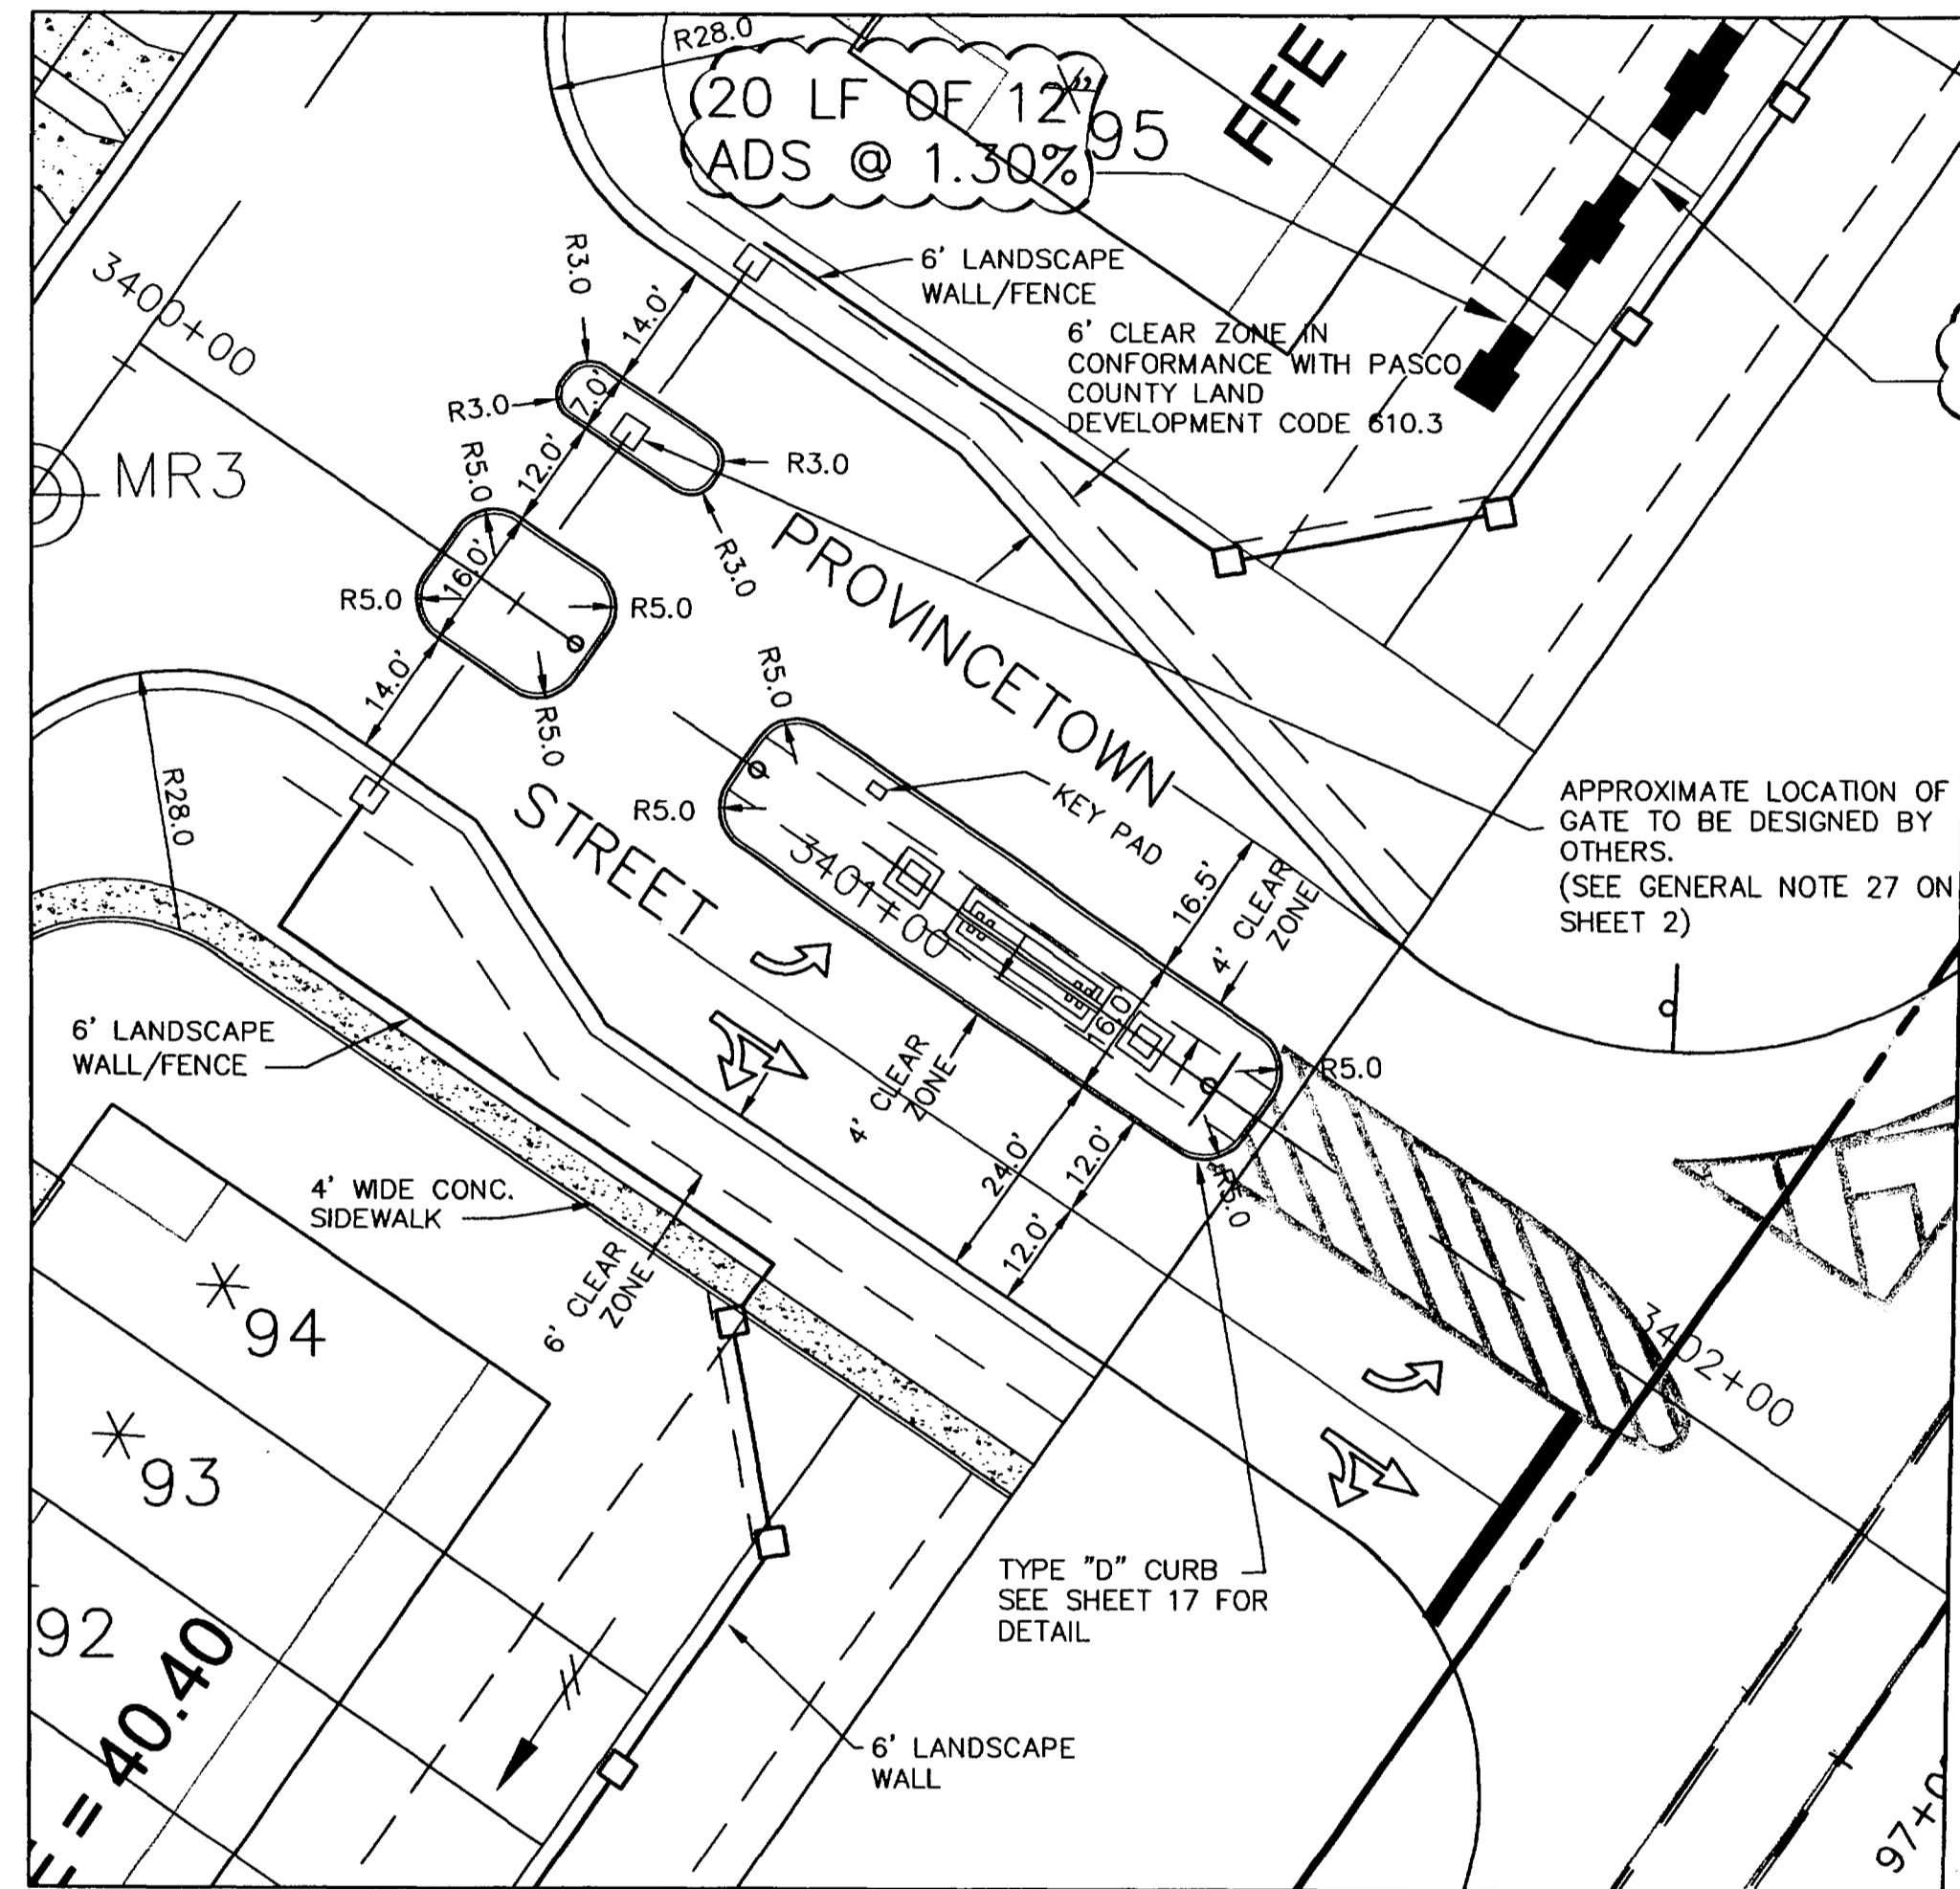 R28.0
20 LF OF 12"
ADS @ 1.30%
95
FFE
6' LANDSCAPE
WALL/FENCE
6' CLEAR ZONE IN
CONFORMANCE WITH PASCO
COUNTY LAND
DEVELOPMENT CODE 610.3
3400+00
MR3
R3.0
14.0'
R3.0
7.0'
R3.0
R3.0
12.0'
R5.0
16.0'
R5.0
R5.0
R5.0
14.0'
R28.0
PROVINCETOWN
STREET
R5.0
R5.0
KEY PAD
3401+00
16.5'
4' CLEAR
ZONE
16.0
APPROXIMATE LOCATION OF
GATE TO BE DESIGNED BY
OTHERS.
(SEE GENERAL NOTE 27 ON
SHEET 2)
6' LANDSCAPE
WALL/FENCE
4' CLEAR
ZONE
R5.0
R5.0
24.0'
12.0'
12.0'
4' WIDE CONC.
SIDEWALK
6' CLEAR
ZONE
94
93
92
= 40.40
3402+00
TYPE "D" CURB
SEE SHEET 17 FOR
DETAIL
6' LANDSCAPE
WALL